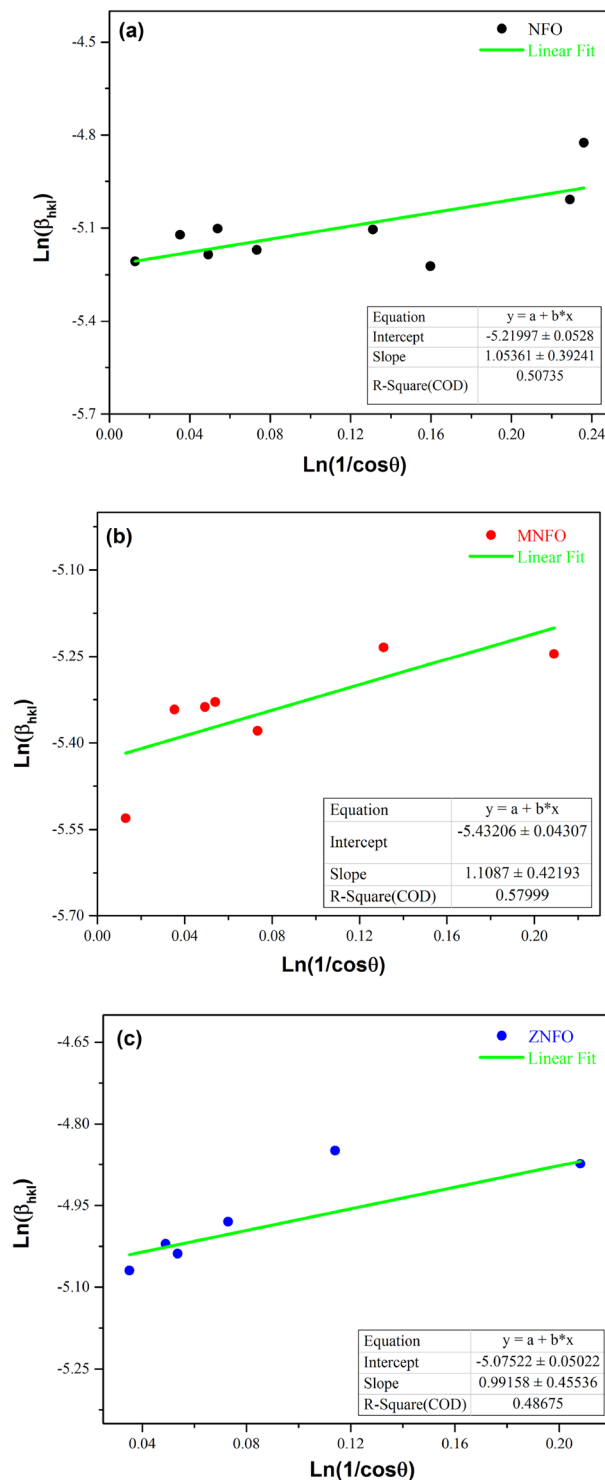 (a)
NFO
Linear Fit
-4.5
-4.8
-5.1
-5.4
-5.7
Ln(βhkl)
Equation y = a + b*x
Intercept -5.21997 ± 0.0528
Slope 1.05361 ± 0.39241
R-Square(COD) 0.50735
0.00 0.04 0.08 0.12 0.16 0.20 0.24
Ln(1/cosθ)
(b)
MNFO
Linear Fit
-5.10
-5.25
-5.40
-5.55
-5.70
Ln(βhkl)
Equation y = a + b*x
Intercept -5.43206 ± 0.04307
Slope 1.1087 ± 0.42193
R-Square(COD) 0.57999
0.00 0.04 0.08 0.12 0.16 0.20
Ln(1/cosθ)
(c)
ZNFO
Linear Fit
-4.65
-4.80
-4.95
-5.10
-5.25
Ln(βhkl)
Equation y = a + b*x
Intercept -5.07522 ± 0.05022
Slope 0.99158 ± 0.45536
R-Square(COD) 0.48675
0.04 0.08 0.12 0.16 0.20
Ln(1/cosθ)